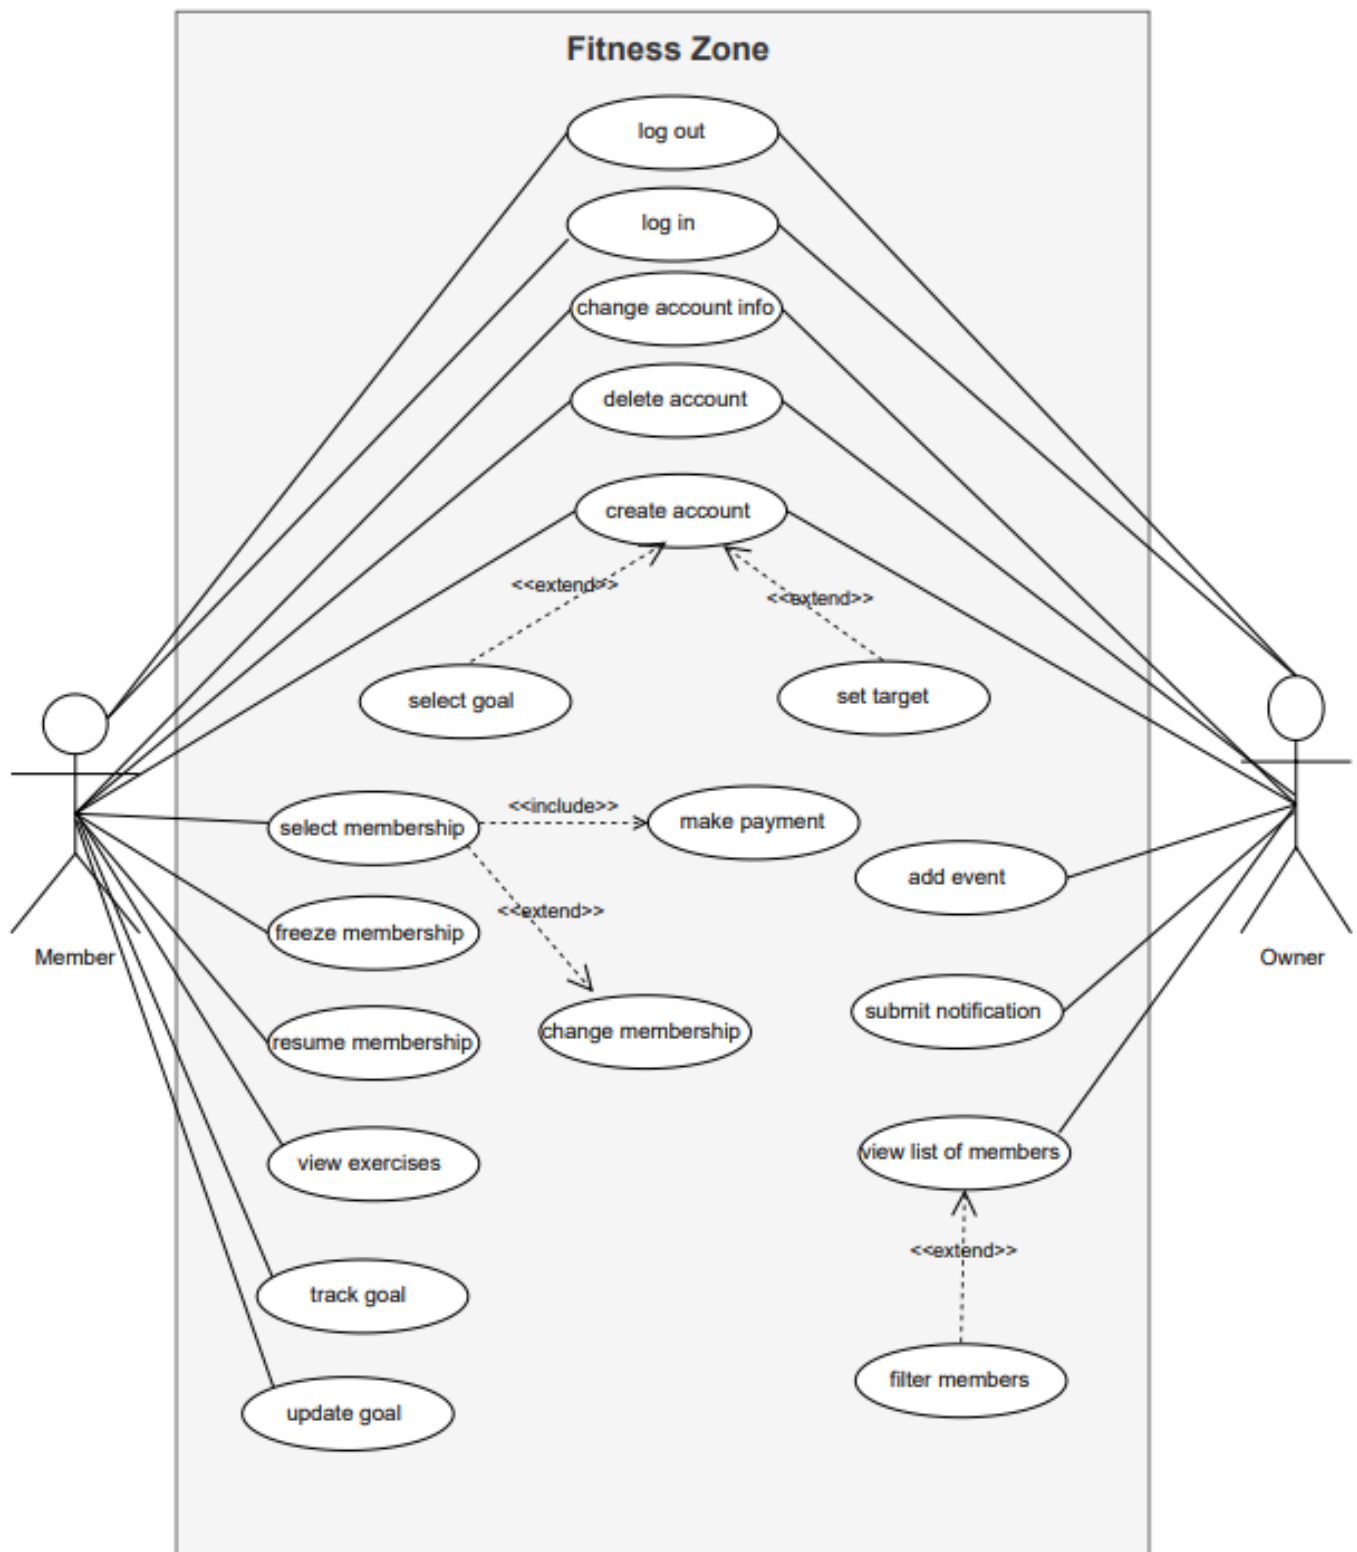 Fitness Zone
log out
log in
change account info
delete account
create account
<<extend>>
<<extend>>
select goal
set target
select membership
<<include>>
make payment
add event
<<extend>>
freeze membership
Member
Owner
submit notification
change membership
resume membership
view exercises
view list of members
<<extend>>
track goal
filter members
update goal